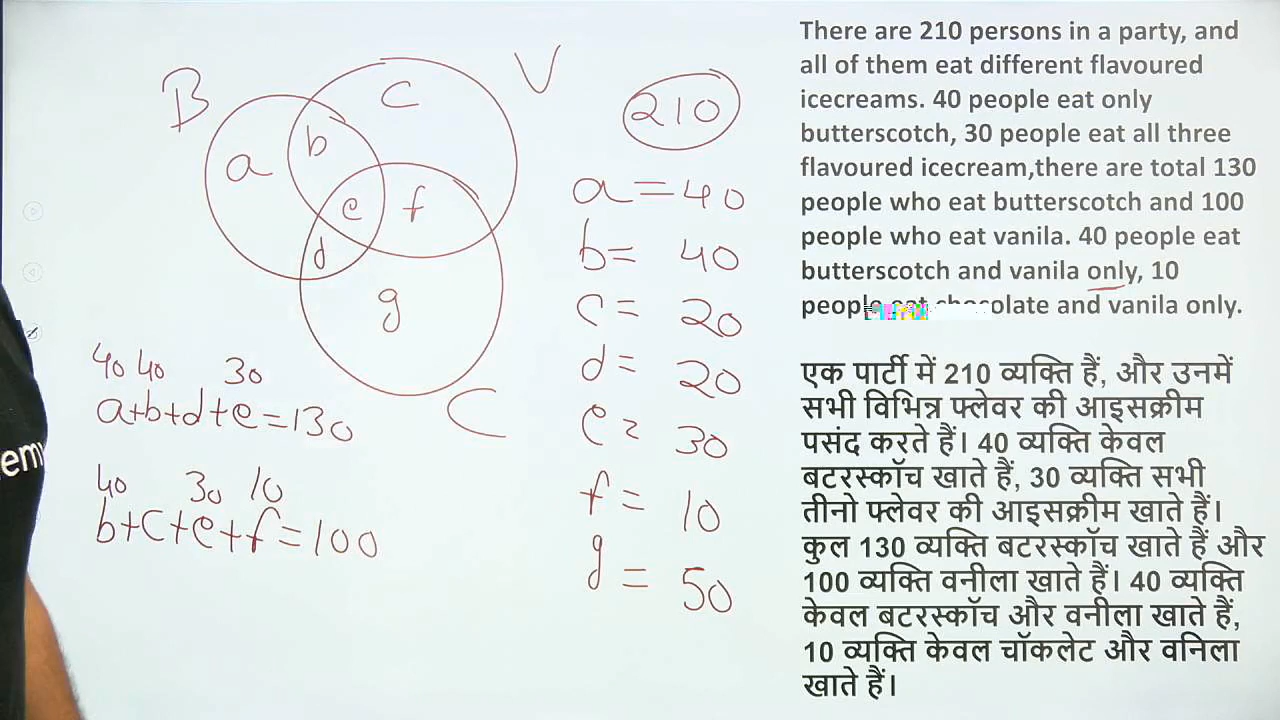 B
V
a
b
c
e
f
d
g
C
210
a=40
b= 40
c= 20
d= 20
e= 30
f= 10
g = 50
40 40 30
a+b+d+e=130
40 30 10
b+c+e+f=100
There are 210 persons in a party, and
all of them eat different flavoured
icecreams. 40 people eat only
butterscotch, 30 people eat all three
flavoured icecream,there are total 130
people who eat butterscotch and 100
people who eat vanila. 40 people eat
butterscotch and vanila only, 10
people eat chocolate and vanila only.
एक पार्टी में 210 व्यक्ति हैं, और उनमें
सभी विभिन्न फ्लेवर की आइसक्रीम
पसंद करते हैं। 40 व्यक्ति केवल
बटरस्कॉच खाते हैं, 30 व्यक्ति सभी
तीनो फ्लेवर की आइसक्रीम खाते हैं।
कुल 130 व्यक्ति बटरस्कॉच खाते हैं और
100 व्यक्ति वनीला खाते हैं। 40 व्यक्ति
केवल बटरस्कॉच और वनीला खाते हैं,
10 व्यक्ति केवल चॉकलेट और वनिला
खाते हैं।